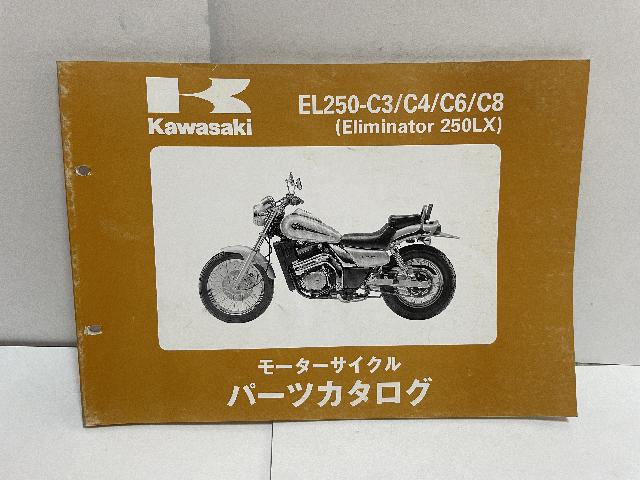 Kawasaki
EL250-C3/C4/C6/C8
(Eliminator 250LX)
モーターサイクル
パーツカタログ